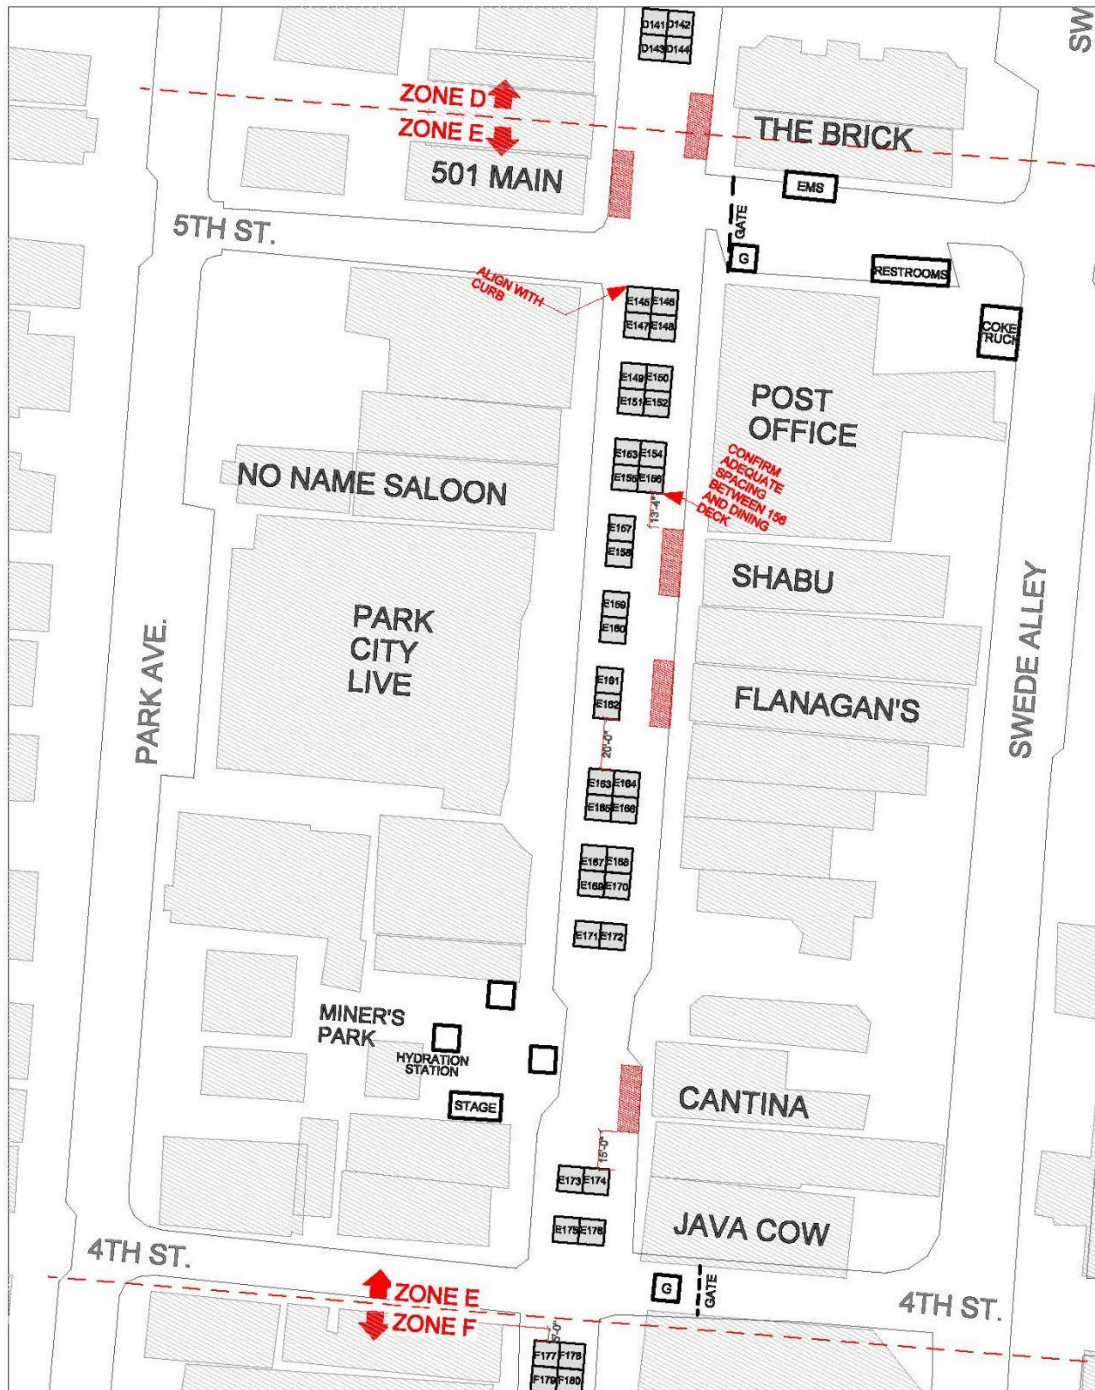 SW
D141 D142
D143 D144
ZONE D
ZONE E
THE BRICK
501 MAIN
EMS
GATE
5TH ST.
G
RESTROOMS
ALIGN WITH
CURB
E145 E146
E147 E148
COKE
TRUCK
E149 E150
E151 E152
POST
OFFICE
E153 E154
E155 E156
CONFIRM
ADEQUATE
SPACING
BETWEEN 156
AND DINING
DECK
NO NAME SALOON
13'-4"
E157
E158
SHABU
E159
E160
PARK
CITY
LIVE
PARK AVE.
SWEDE ALLEY
E161
E162
FLANAGAN'S
20'-0"
E163 E164
E165 E166
E167 E168
E169 E170
E171 E172
MINER'S
PARK
HYDRATION
STATION
STAGE
CANTINA
15'-0"
E173 E174
E175 E176
JAVA COW
4TH ST.
G
GATE
ZONE E
ZONE F
4TH ST.
F177 F178
F179 F180